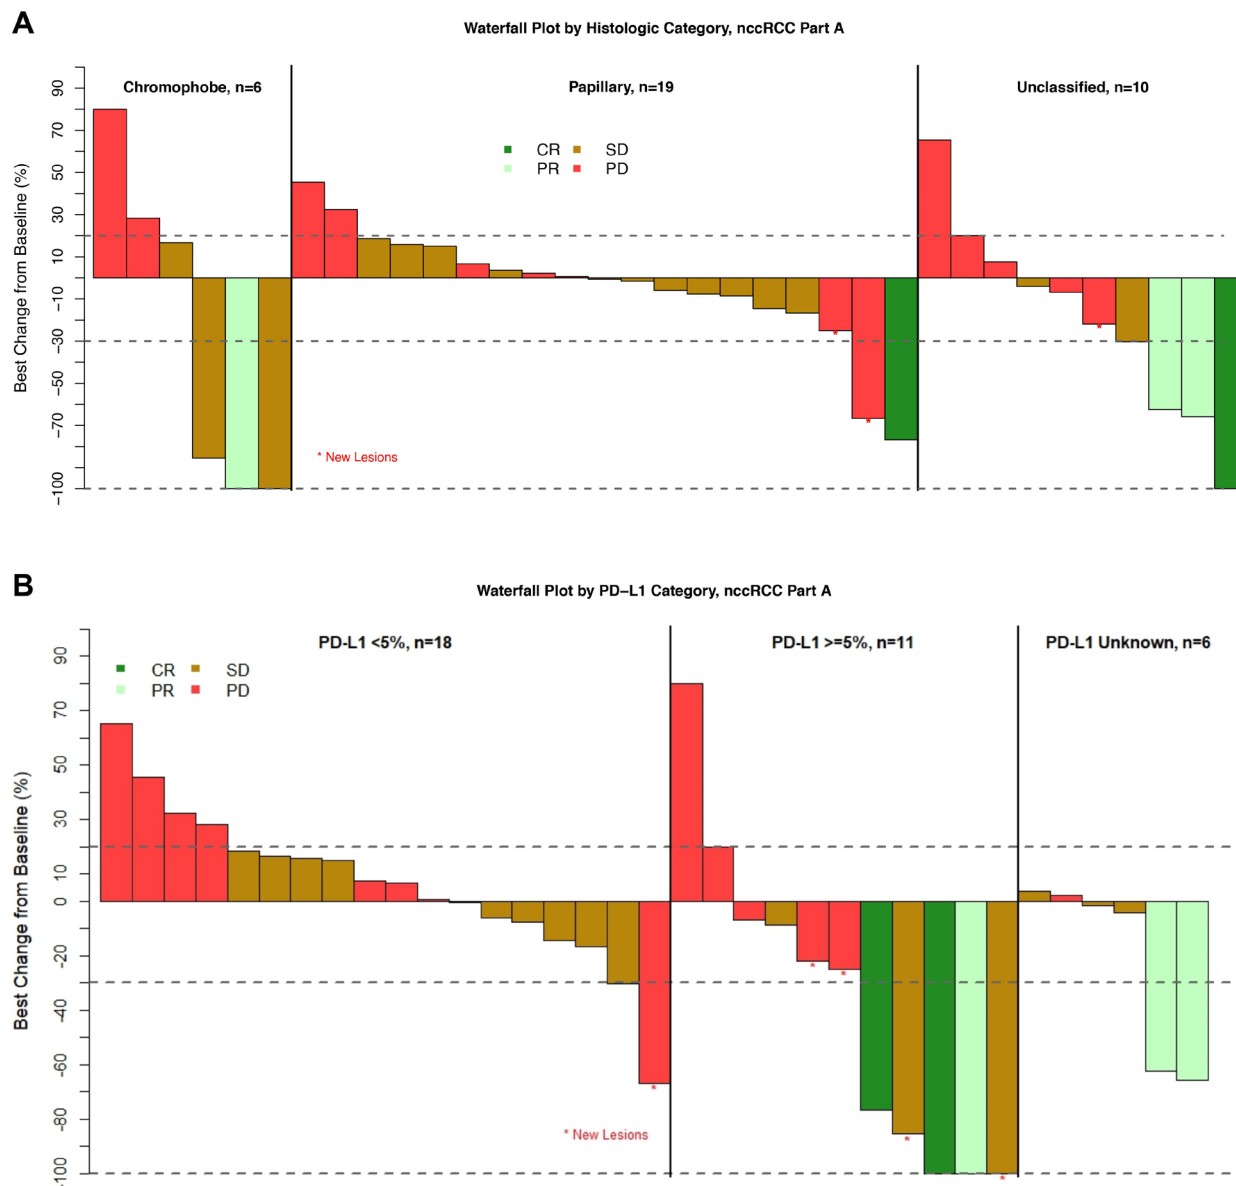 A
Waterfall Plot by Histologic Category, nccRCC Part A
Chromophobe, n=6
Papillary, n=19
Unclassified, n=10
CR
SD
PR
PD
Best Change from Baseline (%)
90
70
50
30
10
−10
−30
−50
−70
−100
* New Lesions
*
*
*
B
Waterfall Plot by PD–L1 Category, nccRCC Part A
PD-L1 <5%, n=18
PD-L1 >=5%, n=11
PD-L1 Unknown, n=6
CR
SD
PR
PD
Best Change from Baseline (%)
90
70
50
30
10
0
-20
-40
-60
-80
-100
* New Lesions
*
*
*
*
*